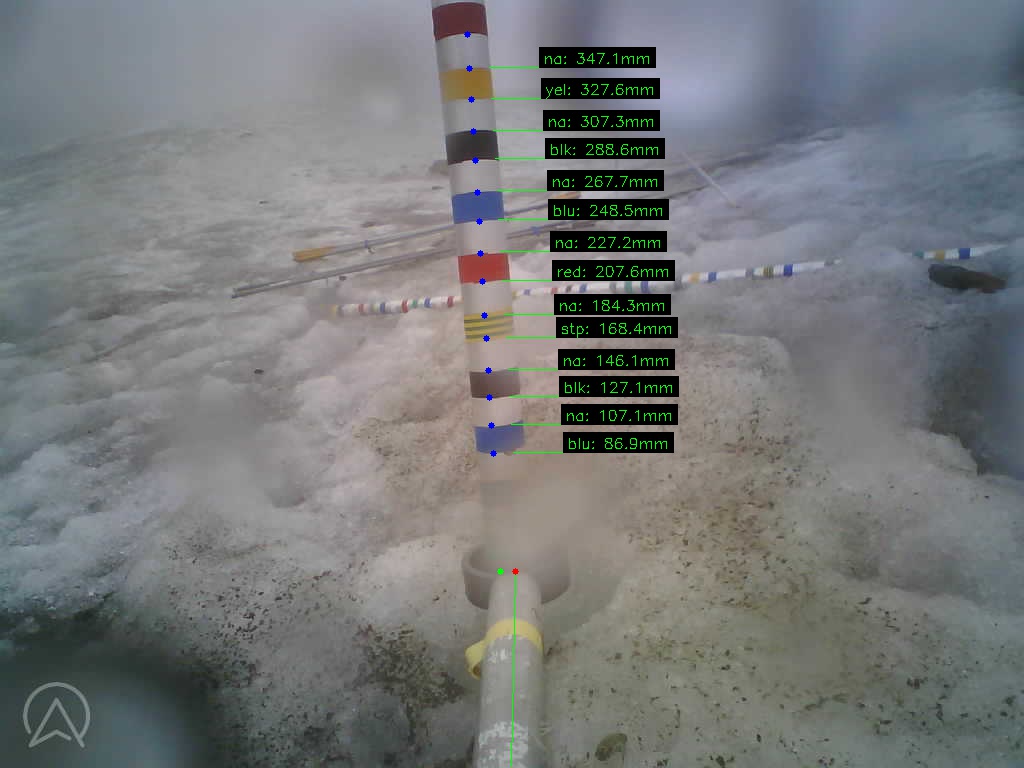 na: 347.1mm
yel: 327.6mm
na: 307.3mm
blk: 288.6mm
na: 267.7mm
blu: 248.5mm
na: 227.2mm
red: 207.6mm
na: 184.3mm
stp: 168.4mm
na: 146.1mm
blk: 127.1mm
na: 107.1mm
blu: 86.9mm